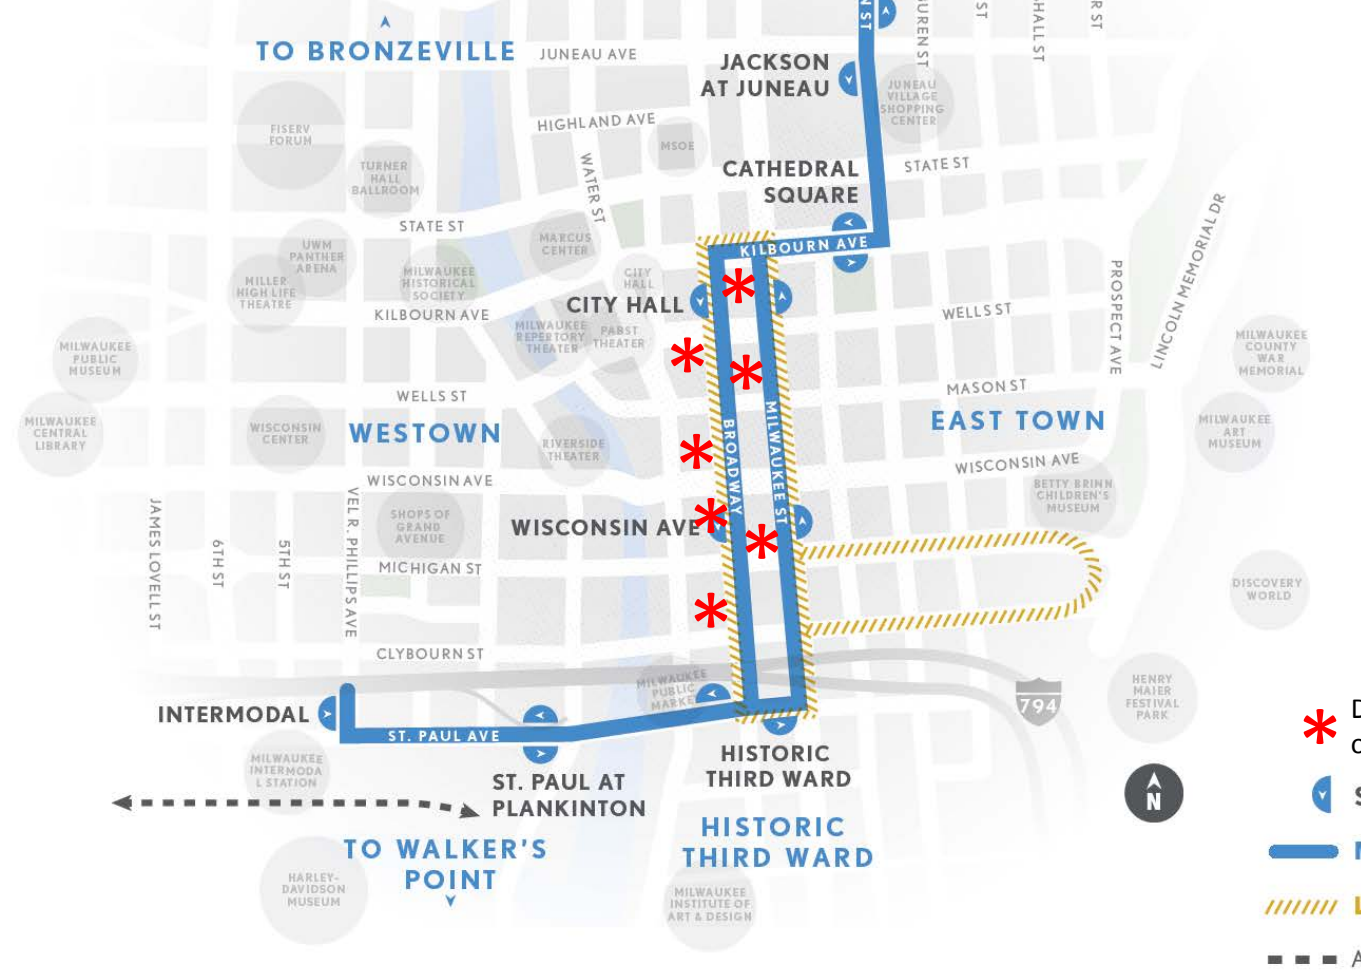 TO BRONZEVILLE
JUNEAU AVE
JACKSON
AT JUNEAU
JUNEAU
VILLAGE
SHOPPING
CENTER
FISERV
FORUM
HIGHLAND AVE
MSOE
TURNER
HALL
BALLROOM
WATER ST
CATHEDRAL
SQUARE
STATE ST
STATE ST
MARCUS
CENTER
KILBOURN AVE
UWM
PANTHER
ARENA
MILLER
HIGH LIFE
THEATRE
MILWAUKEE
HISTORICAL
SOCIETY
CITY
HALL
CITY HALL
KILBOURN AVE
MILWAUKEE
REPERTORY
THEATER
PABST
THEATER
WELLS ST
PROSPECT AVE
LINCOLN MEMORIAL DR
MILWAUKEE
PUBLIC
MUSEUM
MILWAUKEE
COUNTY
WAR
MEMORIAL
WELLS ST
MASON ST
MILWAUKEE
CENTRAL
LIBRARY
WISCONSIN
CENTER
WESTOWN
RIVERSIDE
THEATER
BROADWAY
MILWAUKEE ST
EAST TOWN
MILWAUKEE
ART
MUSEUM
WISCONSIN AVE
WISCONSIN AVE
BETTY BRINN
CHILDREN'S
MUSEUM
JAMES LOVELL ST
6TH ST
5TH ST
VEL R. PHILLIPS AVE
SHOPS OF
GRAND
AVENUE
WISCONSIN AVE
MICHIGAN ST
DISCOVERY
WORLD
CLYBOURN ST
MILWAUKEE
PUBLIC
MARKET
794
HENRY
MAIER
FESTIVAL
PARK
INTERMODAL
ST. PAUL AVE
HISTORIC
THIRD WARD
MILWAUKEE
INTERMODA
L STATION
ST. PAUL AT
PLANKINTON
N
TO WALKER'S
POINT
HISTORIC
THIRD WARD
HARLEY-
DAVIDSON
MUSEUM
MILWAUKEE
INSTITUTE OF
ART & DESIGN